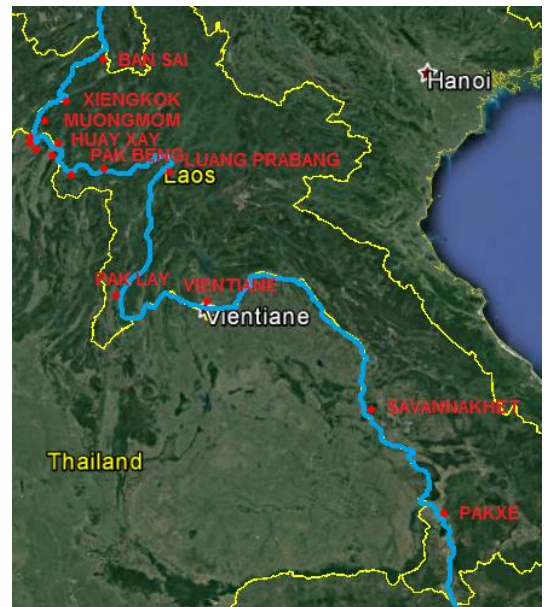 BAN SAI
Hanoi
XIENGKOK
MUONGMOM
HUAY XAY
PAK BENG
LUANG PRABANG
Laos
PAK LAY
VIENTIANE
Vientiane
SAVANNAKHET
Thailand
PAKXE